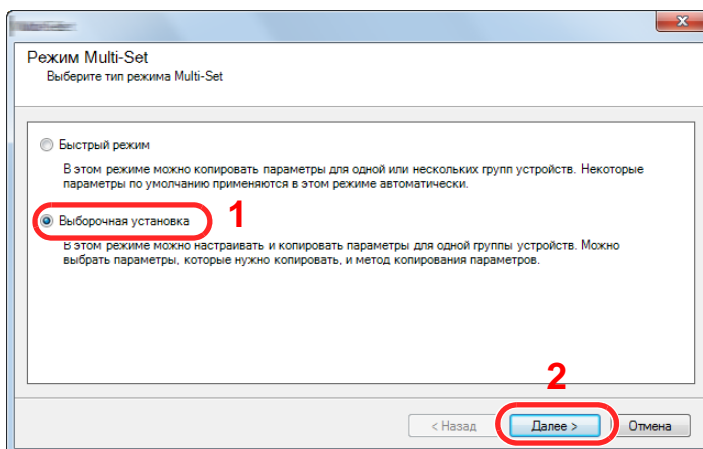 Режим Multi-Set
Выберите тип режима Multi-Set
Быстрый режим
В этом режиме можно копировать параметры для одной или нескольких групп устройств. Некоторые
параметры по умолчанию применяются в этом режиме автоматически.
Выборочная установка
1
В этом режиме можно настраивать и копировать параметры для одной группы устройств. Можно
выбрать параметры, которые нужно копировать, и метод копирования параметров.
2
< Назад
Далее >
Отмена